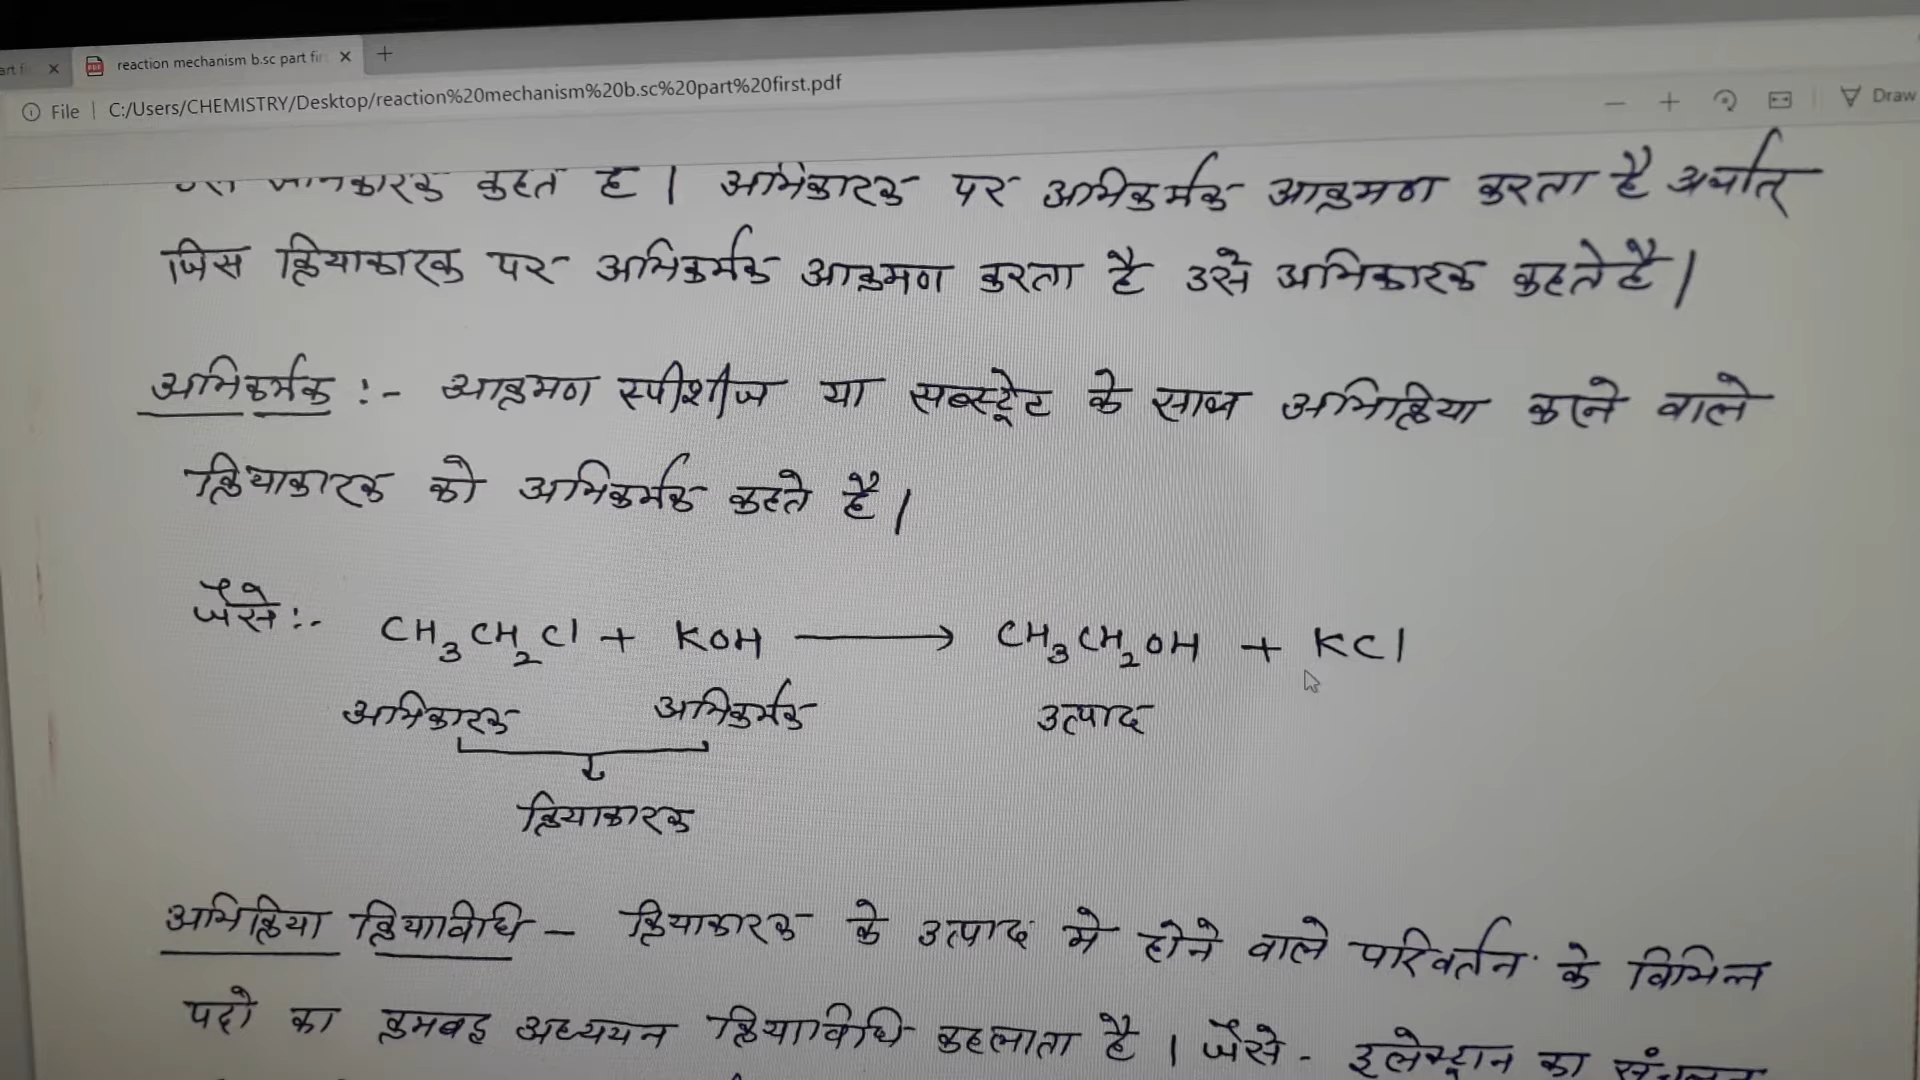 reaction mechanism b.sc part fir
File | C:/Users/CHEMISTRY/Desktop/reaction%20mechanism%20b.sc%20part%20first.pdf
Draw
कहते है | अभिकारक पर अभिकर्मक आक्रमण करता है अर्थात्
जिस क्रियाकारक पर अभिकर्मक आक्रमण करता है उसे अभिकारक कहते है |
अभिकर्मक :- आक्रमण स्पीशीज या सब्स्ट्रेट के साथ अभिक्रिया करने वाले
क्रियाकारक को अभिकर्मक कहते है |
जैसे :- CH₃CH₂Cl + KOH ⟶ CH₃CH₂OH + KCl
अभिकारक अभिकर्मक उत्पाद
क्रियाकारक
अभिक्रिया क्रियाविधि – क्रियाकारक के उत्पाद मे होने वाले परिवर्तन के विभिन्न
पदो का क्रमबद्ध अध्ययन क्रियाविधि कहलाता है | जैसे - इलेक्ट्रान का